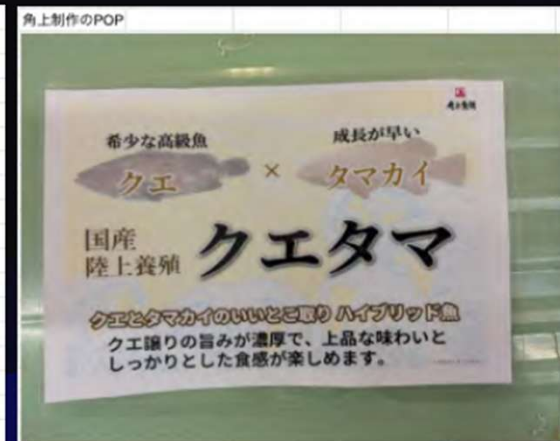 角上制作のPOP
角上魚類
希少な高級魚
成長が早い
クエ
×
タマカイ
国産
陸上養殖
クエタマ
クエとタマカイのいいとこ取り ハイブリッド魚
クエ譲りの旨みが濃厚で、上品な味わいと
しっかりとした食感が楽しめます。